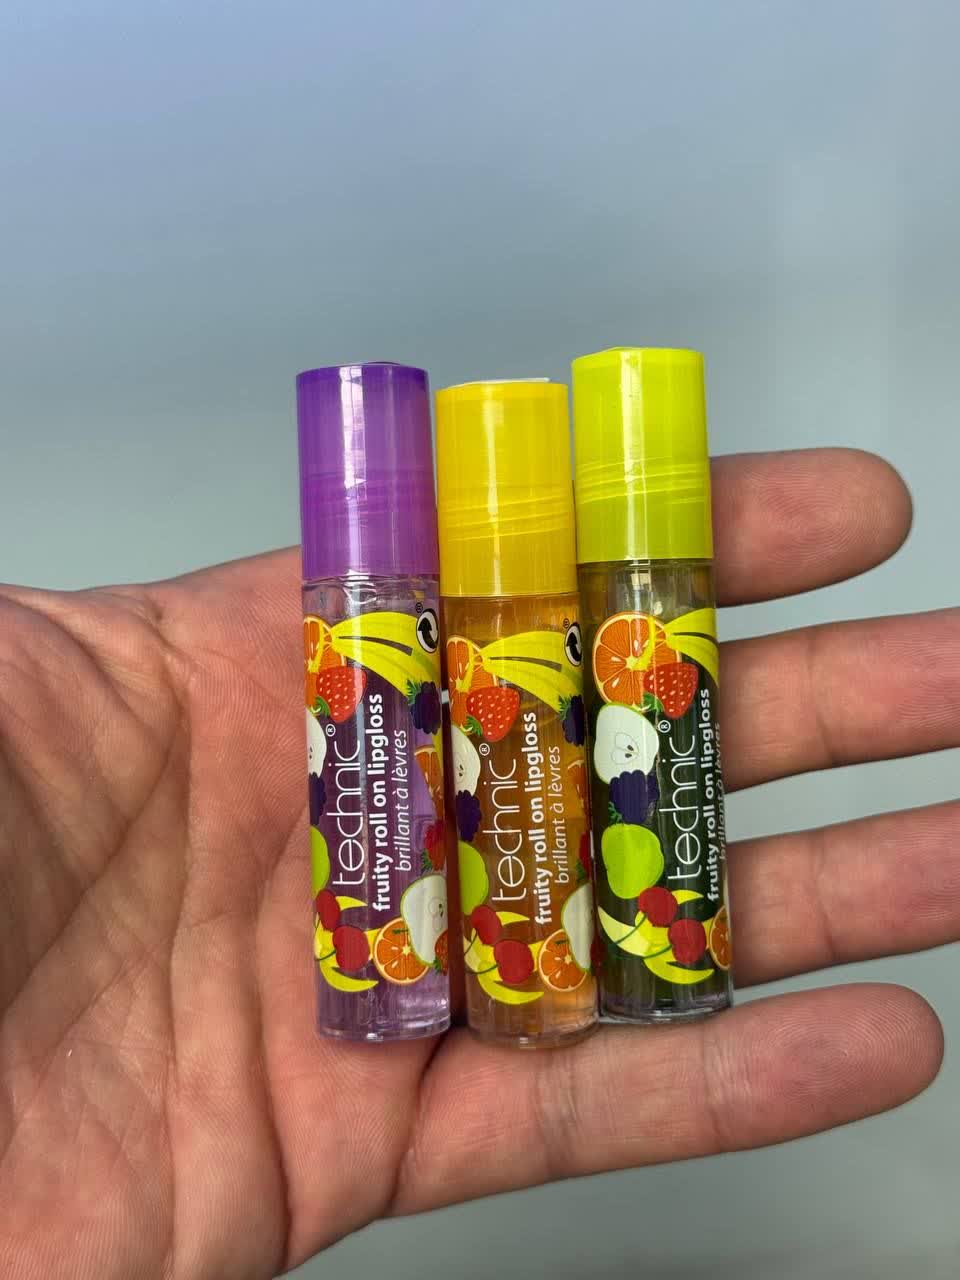 technic®
fruity roll on lipgloss
brillant à lèvres
technic®
fruity roll on lipgloss
brillant à lèvres
technic®
fruity roll on lipgloss
brillant à lèvres